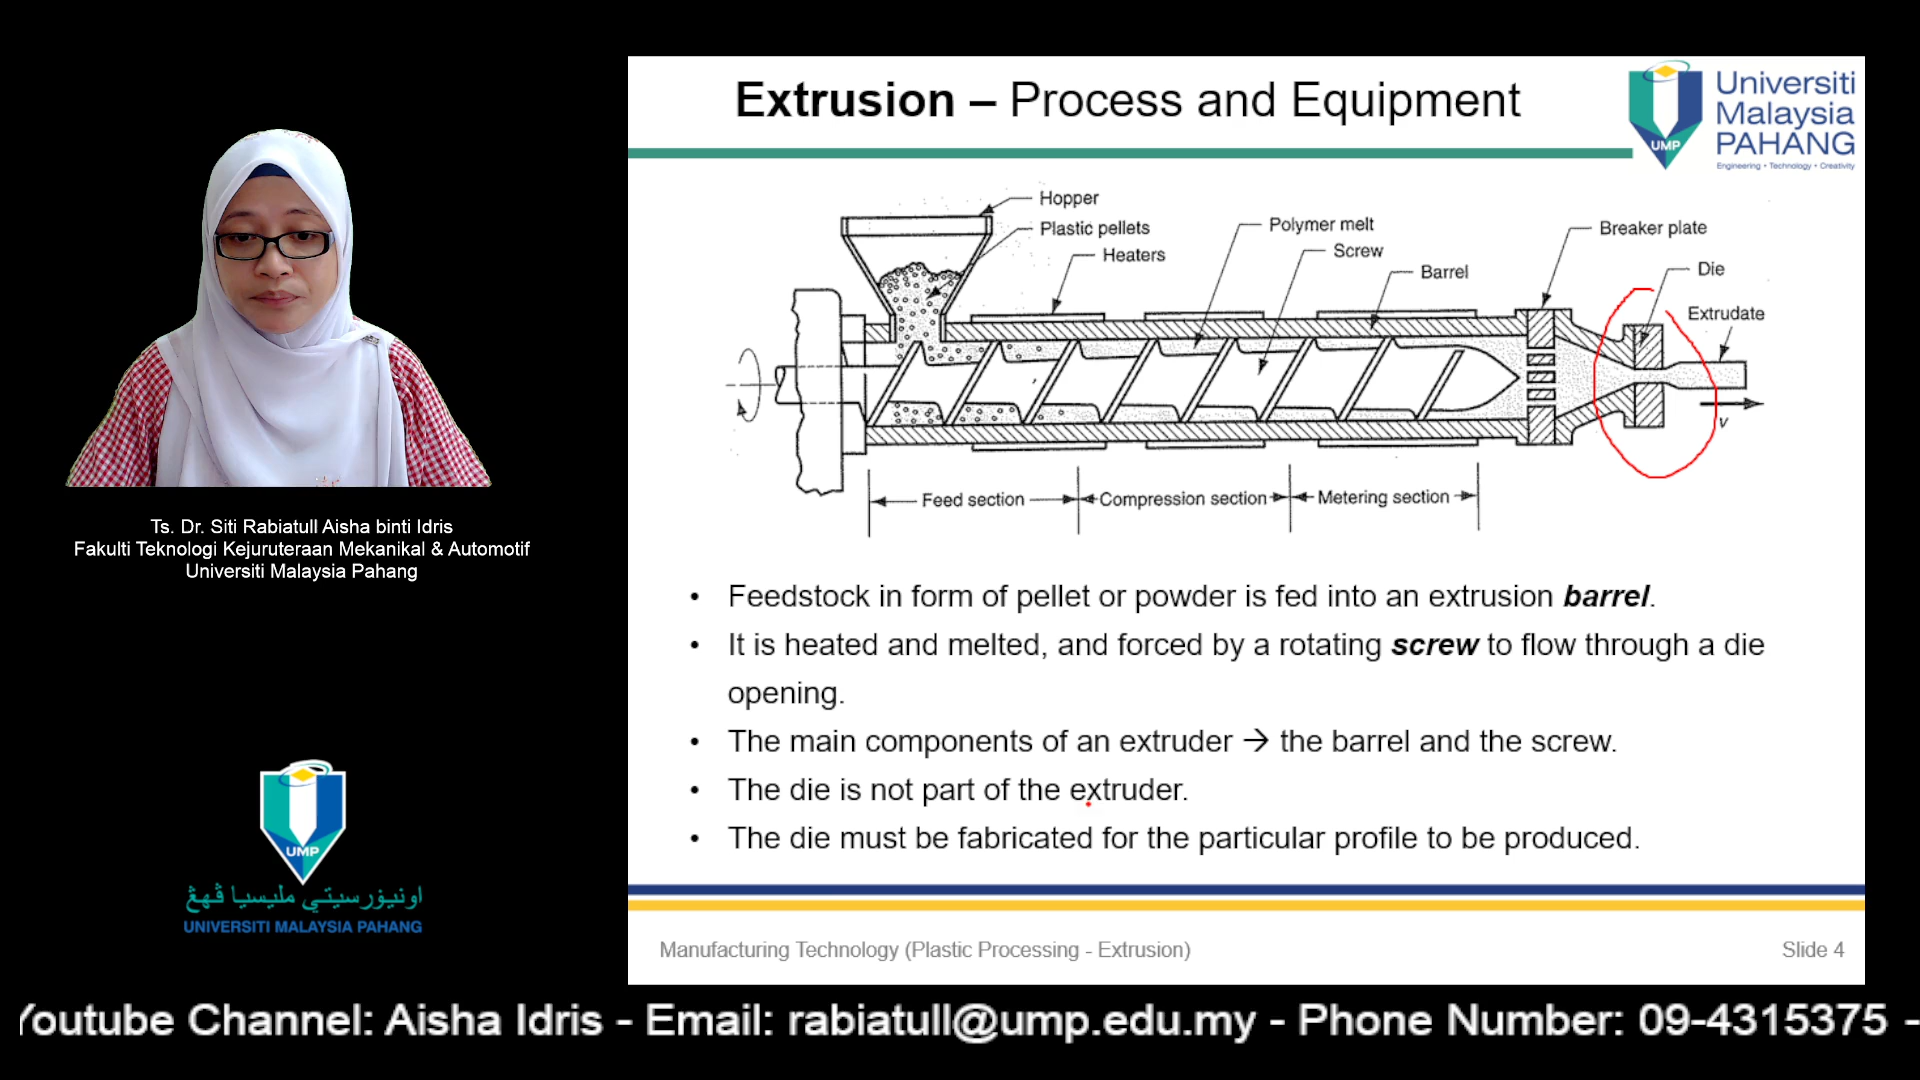 Extrusion – Process and Equipment
Universiti
Malaysia
PAHANG
Engineering • Technology • Creativity
UMP
Hopper
Plastic pellets
Heaters
Polymer melt
Screw
Barrel
Breaker plate
Die
Extrudate
v
Feed section
Compression section
Metering section
Ts. Dr. Siti Rabiatull Aisha binti Idris
Fakulti Teknologi Kejuruteraan Mekanikal & Automotif
Universiti Malaysia Pahang
• Feedstock in form of pellet or powder is fed into an extrusion barrel.
• It is heated and melted, and forced by a rotating screw to flow through a die
opening.
• The main components of an extruder → the barrel and the screw.
• The die is not part of the extruder.
• The die must be fabricated for the particular profile to be produced.
UMP
اونيۏرسيتي مليسيا ڤهڠ
UNIVERSITI MALAYSIA PAHANG
Manufacturing Technology (Plastic Processing - Extrusion)
Slide 4
Youtube Channel: Aisha Idris - Email: rabiatull@ump.edu.my - Phone Number: 09-4315375 -